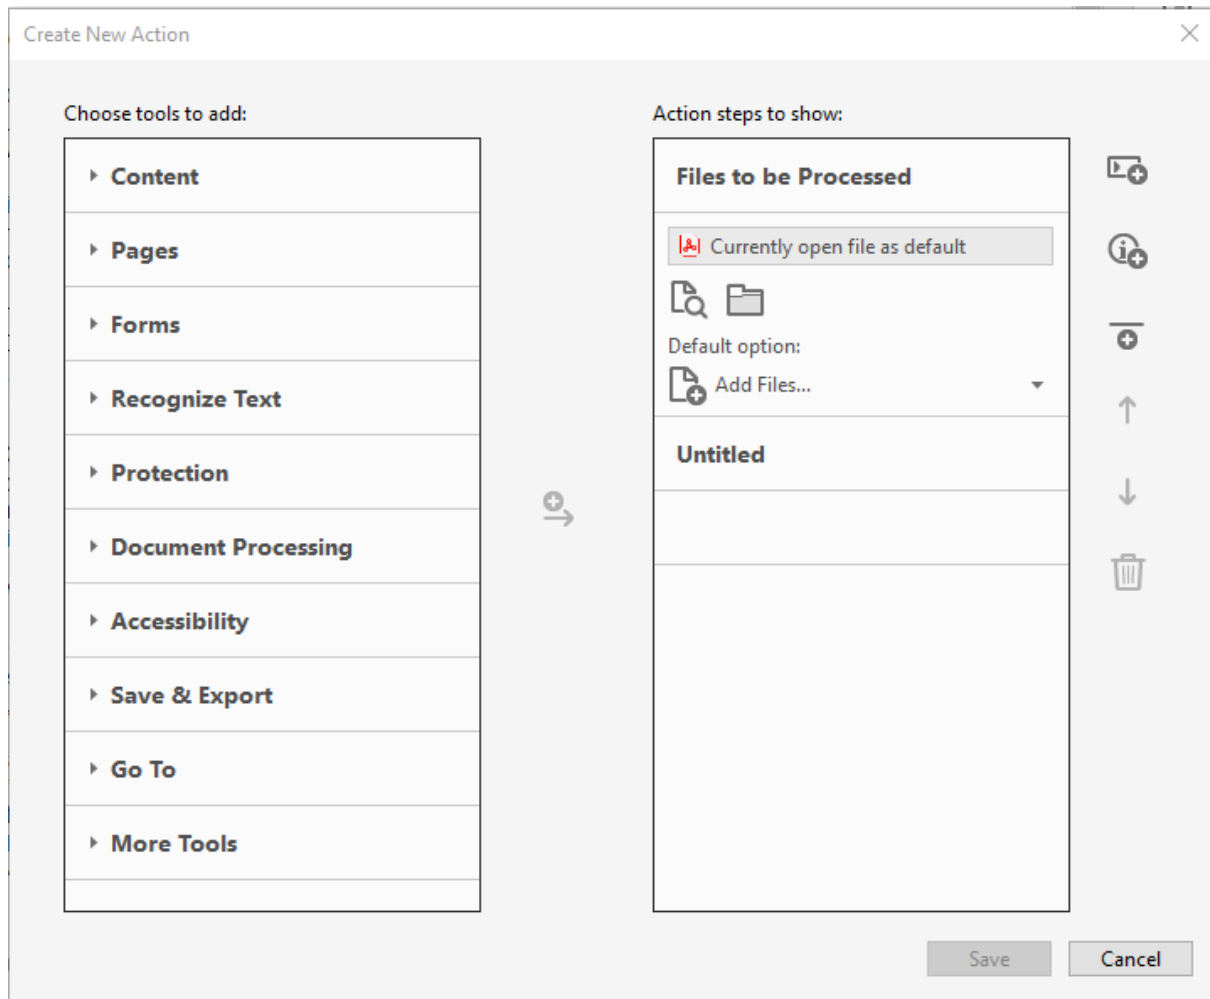 Create New Action
Choose tools to add:
Content
Pages
Forms
Recognize Text
Protection
Document Processing
Accessibility
Save & Export
Go To
More Tools
Action steps to show:
Files to be Processed
Currently open file as default
Default option:
Add Files...
Untitled
Save
Cancel